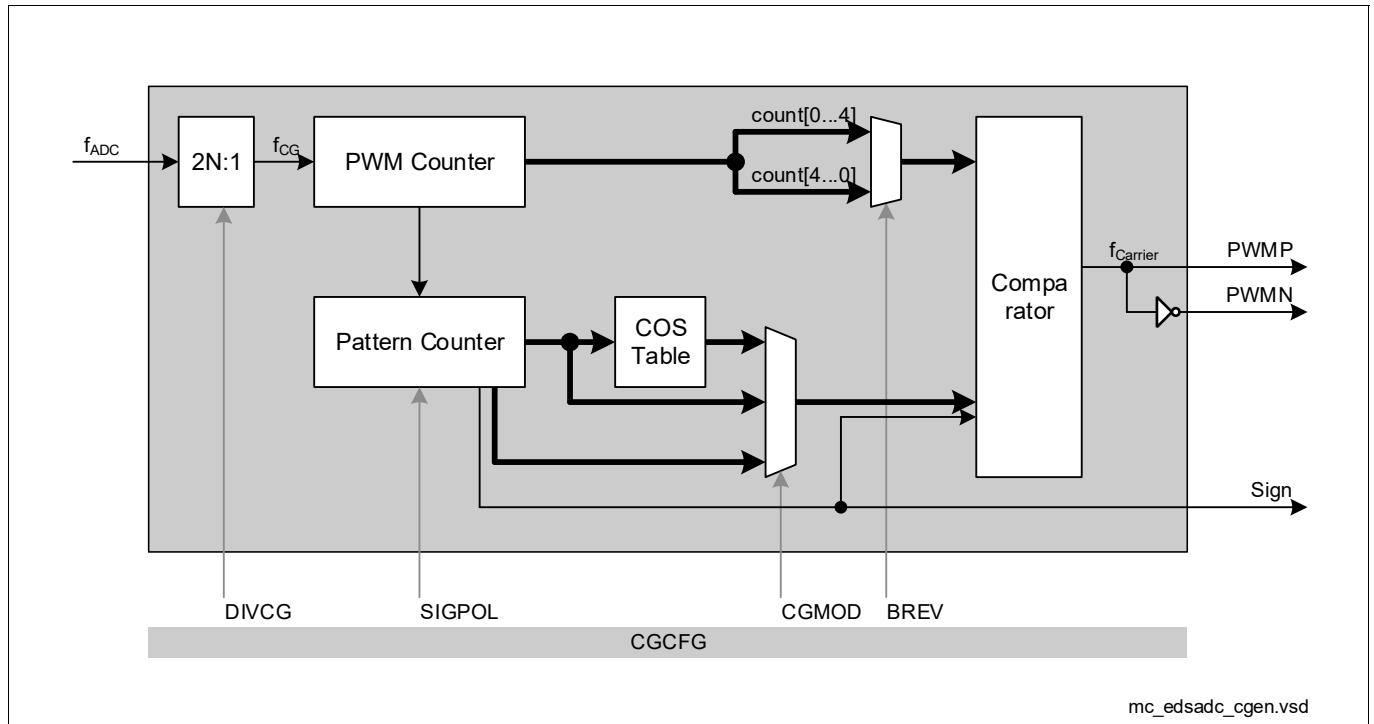 count[0...4]
fADC
2N:1
fCG
PWM Counter
count[4...0]
fCarrier
PWMP
Compa
rator
PWMN
Pattern Counter
COS
Table
Sign
DIVCG
SIGPOL
CGMOD
BREV
CGCFG
mc_edsadc_cgen.vsd